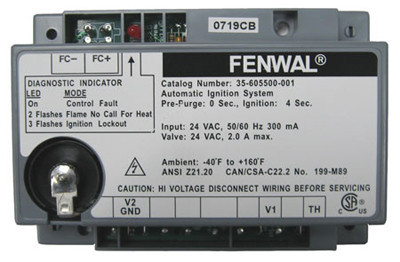 0719CB
FC- FC+
FENWAL®
DIAGNOSTIC INDICATOR
LED MODE
On Control Fault
2 Flashes Flame No Call For Heat
3 Flashes Ignition Lockout
Catalog Number: 35-605500-001
Automatic Ignition System
Pre-Purge: 0 Sec., Ignition: 4 Sec.
Input: 24 VAC, 50/60 Hz 300 mA
Valve: 24 VAC, 2.0 A max.
Ambient: -40°F to +160°F
ANSI Z21.20 CAN/CSA-C22.2 No. 199-M89
CAUTION: HI VOLTAGE DISCONNECT WIRING BEFORE SERVICING
V2
GND
V1 TH
C US